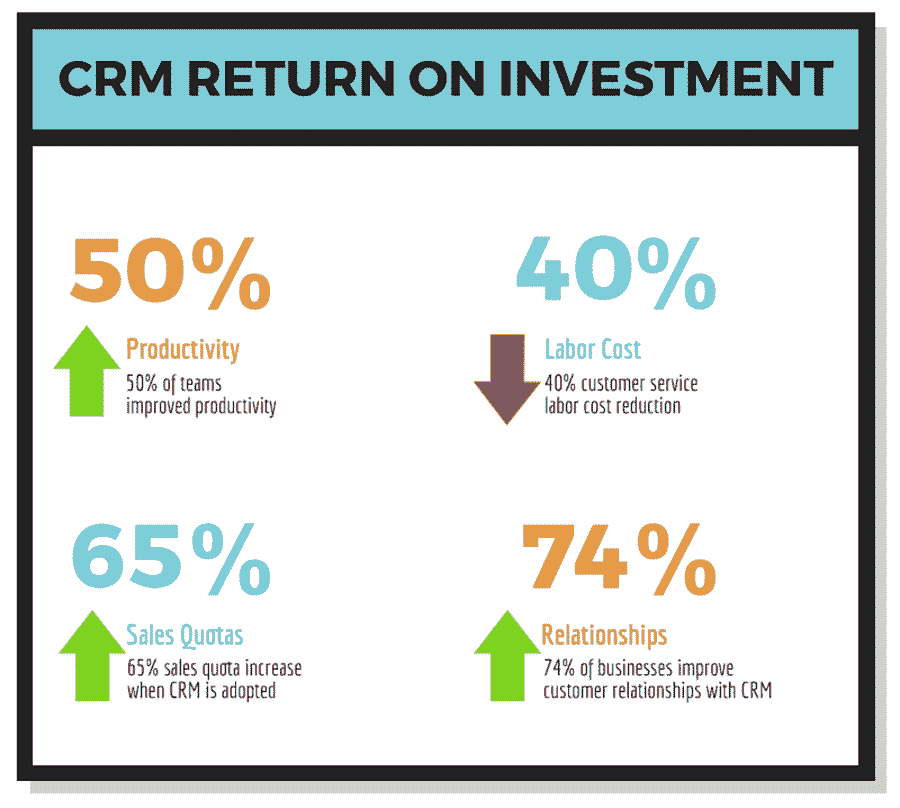 CRM RETURN ON INVESTMENT
50%
Productivity
50% of teams
improved productivity
40%
Labor Cost
40% customer service
labor cost reduction
65%
Sales Quotas
65% sales quota increase
when CRM is adopted
74%
Relationships
74% of businesses improve
customer relationships with CRM